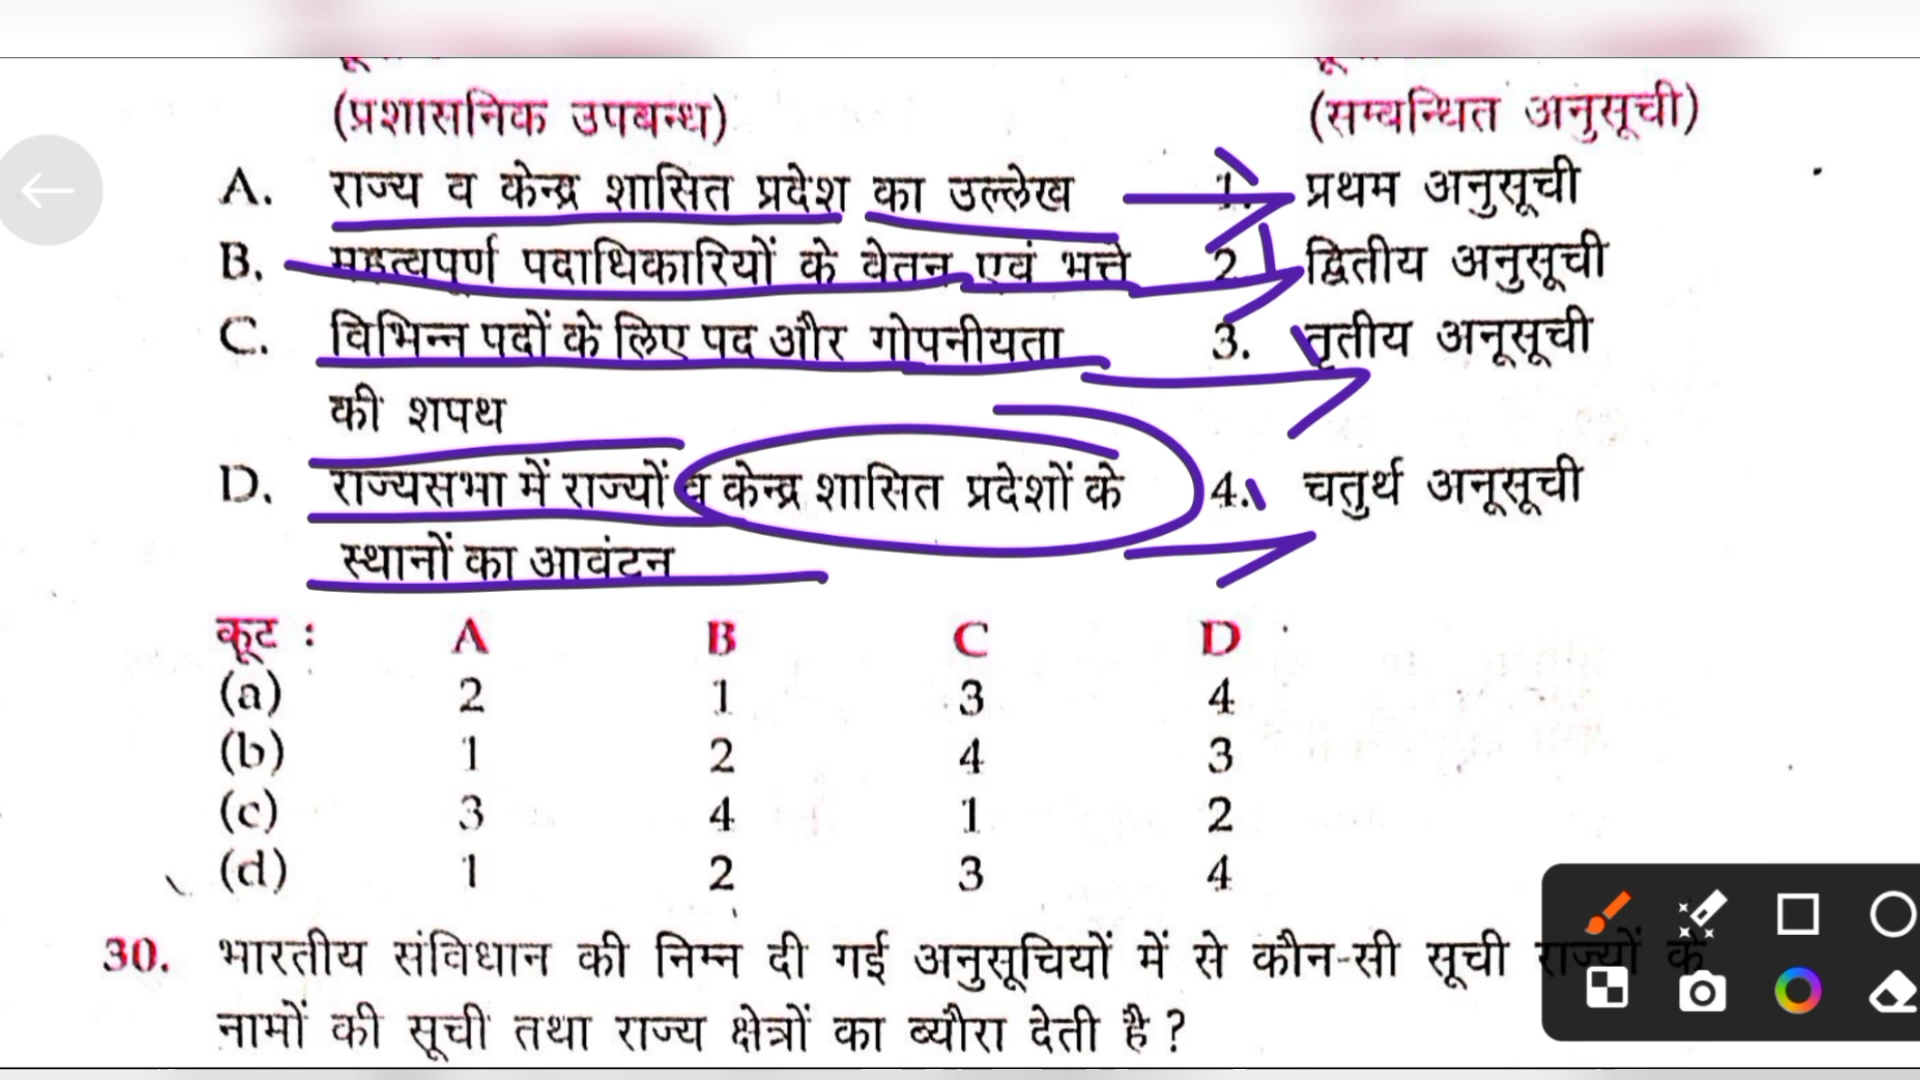 (प्रशासनिक उपबन्ध) (सम्बन्धित अनुसूची)
A. राज्य व केन्द्र शासित प्रदेश का उल्लेख 1. प्रथम अनुसूची
B. महत्वपूर्ण पदाधिकारियों के वेतन एवं भत्ते 2. द्वितीय अनुसूची
C. विभिन्न पदों के लिए पद और गोपनीयता 3. तृतीय अनूसूची
की शपथ
D. राज्यसभा में राज्यों व केन्द्र शासित प्रदेशों के 4. चतुर्थ अनूसूची
स्थानों का आवंटन
कूट : A B C D
(a) 2 1 3 4
(b) 1 2 4 3
(c) 3 4 1 2
(d) 1 2 3 4
30. भारतीय संविधान की निम्न दी गई अनुसूचियों में से कौन-सी सूची राज्यों के
नामों की सूची तथा राज्य क्षेत्रों का ब्यौरा देती है ?